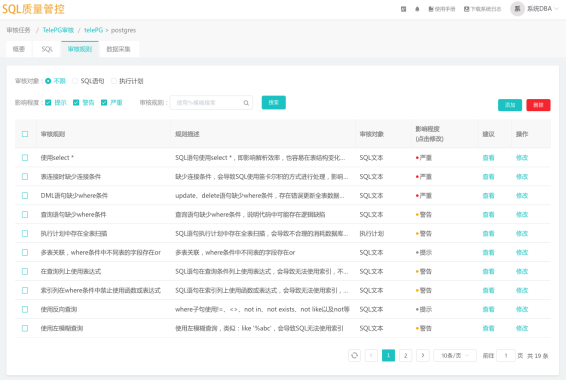 SQL质量管控
使用手册 下载系统日志 系 系统DBA
审核任务 / TelePG审核 / telePG > postgres
概要 SQL 审核规则 数据采集
审核对象: 不限 SQL语句 执行计划
影响程度: 提示 警告 严重 审核规则: 使用%模糊搜索 搜索 添加 删除
审核规则 规则描述 审核对象 影响程度 建议 操作
(点击修改)
使用select * SQL语句使用select *，即影响解析效率，也容易在表结构变化... SQL文本 严重 查看 修改
表连接时缺少连接条件 缺少连接条件，会导致SQL使用笛卡尔积的方式进行处理，影响... SQL文本 严重 查看 修改
DML语句缺少where条件 update、delete语句缺少where条件，存在错误更新全表数据... SQL文本 严重 查看 修改
查询语句缺少where条件 查询语句缺少where条件，说明代码中可能存在逻辑缺陷 SQL文本 警告 查看 修改
执行计划中存在全表扫描 SQL语句执行计划中存在全表扫描，会导致不合理的消耗数据库... 执行计划 警告 查看 修改
多表关联，where条件中不同表的字段存在or 多表关联，where条件中不同表的字段存在or SQL文本 提示 查看 修改
在查询列上使用表达式 SQL语句在查询条件列上使用表达式，会导致无法使用索引，不... SQL文本 警告 查看 修改
索引列在where条件中禁止使用函数或表达式 SQL语句在索引列上使用函数或表达式，会导致无法使用索引，... SQL文本 警告 查看 修改
使用反向查询 where子句使用!=、<>、not in、not exists、not like以及not等 SQL文本 提示 查看 修改
使用左模糊查询 使用左模糊查询，类似：like '%abc'，会导致SQL无法使用索引 SQL文本 警告 查看 修改
1 2 10条/页 前往 1 页 共 19 条